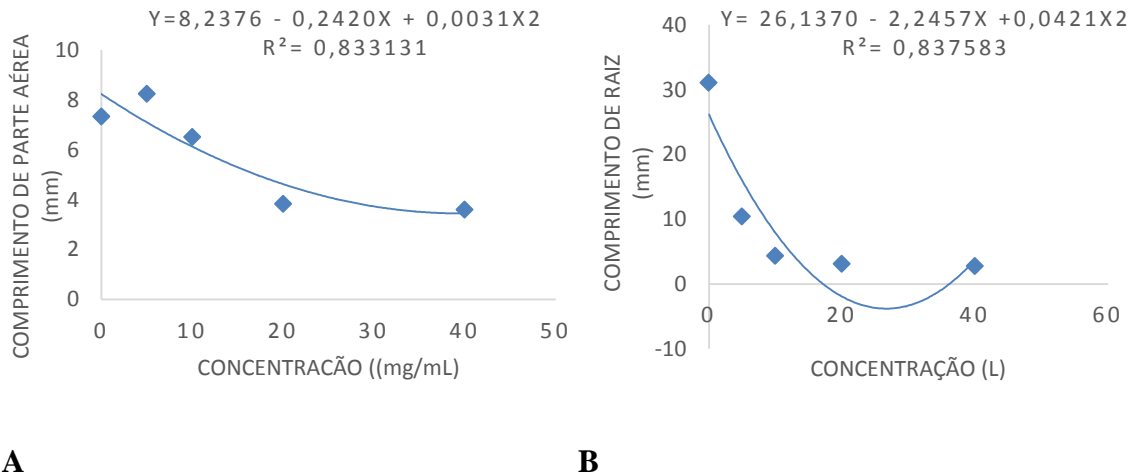 Y=8,2376 - 0,2420X + 0,0031X2
R²= 0,833131
10
8
6
4
2
0
0 10 20 30 40 50
COMPRIMENTO DE PARTE AÉREA
(mm)
CONCENTRACÃO ((mg/mL)
Y= 26,1370 - 2,2457X +0,0421X2
R²= 0,837583
40
30
20
10
0
-10
0 20 40 60
COMPRIMENTO DE RAIZ
(mm)
CONCENTRAÇÃO (L)
A B